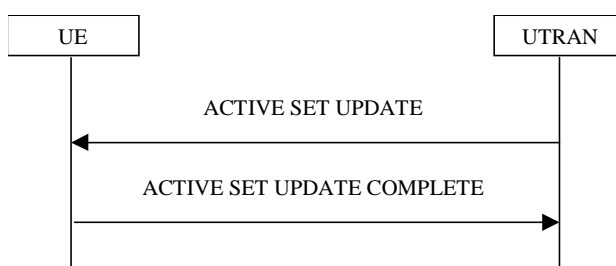 UE
UTRAN
ACTIVE SET UPDATE
ACTIVE SET UPDATE COMPLETE